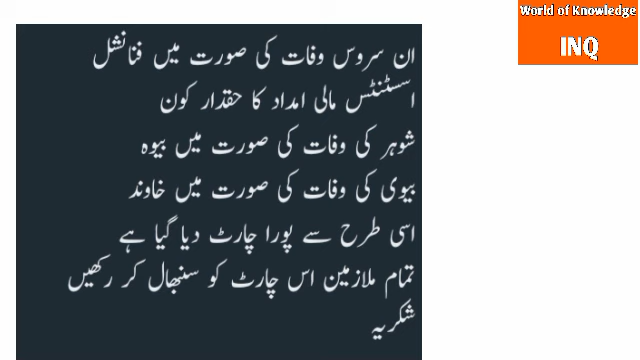 World of Knowledge
INQ
ان سروس وفات کی صورت میں فنانشل
اسسٹنٹس مالی امداد کا حقدار کون
شوہر کی وفات کی صورت میں بیوہ
بیوی کی وفات کی صورت میں خاوند
اسی طرح سے پورا چارٹ دیا گیا ہے
تمام ملازمین اس چارٹ کو سنبھال کر رکھیں
شکریہ